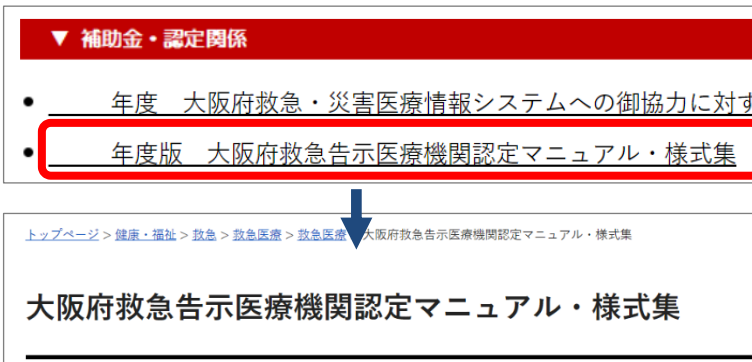 ▼ 補助金・認定関係
● 年度 大阪府救急・災害医療情報システムへの御協力に対す
● 年度版 大阪府救急告示医療機関認定マニュアル・様式集
トップページ > 健康・福祉 > 救急 > 救急医療 > 救急医療 大阪府救急告示医療機関認定マニュアル・様式集
大阪府救急告示医療機関認定マニュアル・様式集